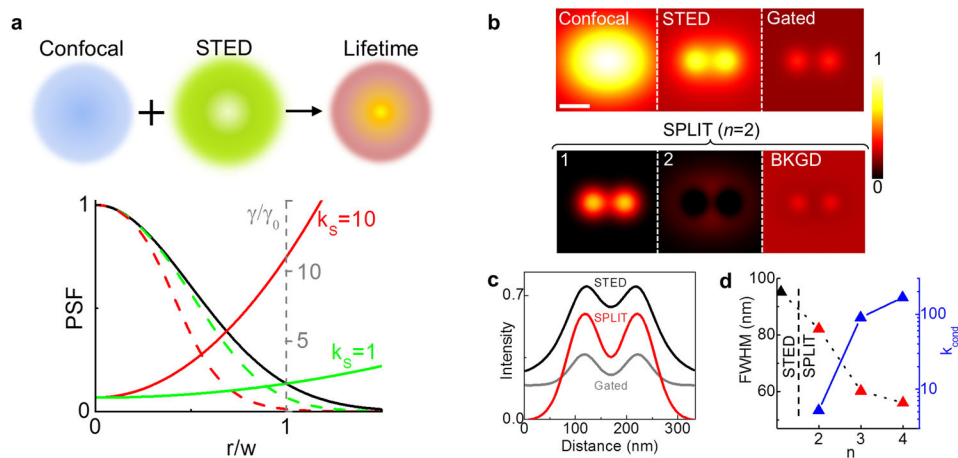 a
Confocal
STED
Lifetime
+
1
γ/γ0
kS=10
10
PSF
5
kS=1
0
0
1
r/w
b
Confocal
STED
Gated
1
SPLIT (n=2)
1
2
BKGD
0
c
STED
0.7
SPLIT
Intensity
Gated
0.0
0
100
200
300
Distance (nm)
d
100
FWHM (nm)
80
60
STED
SPLIT
100
10
kcond
2
3
4
n